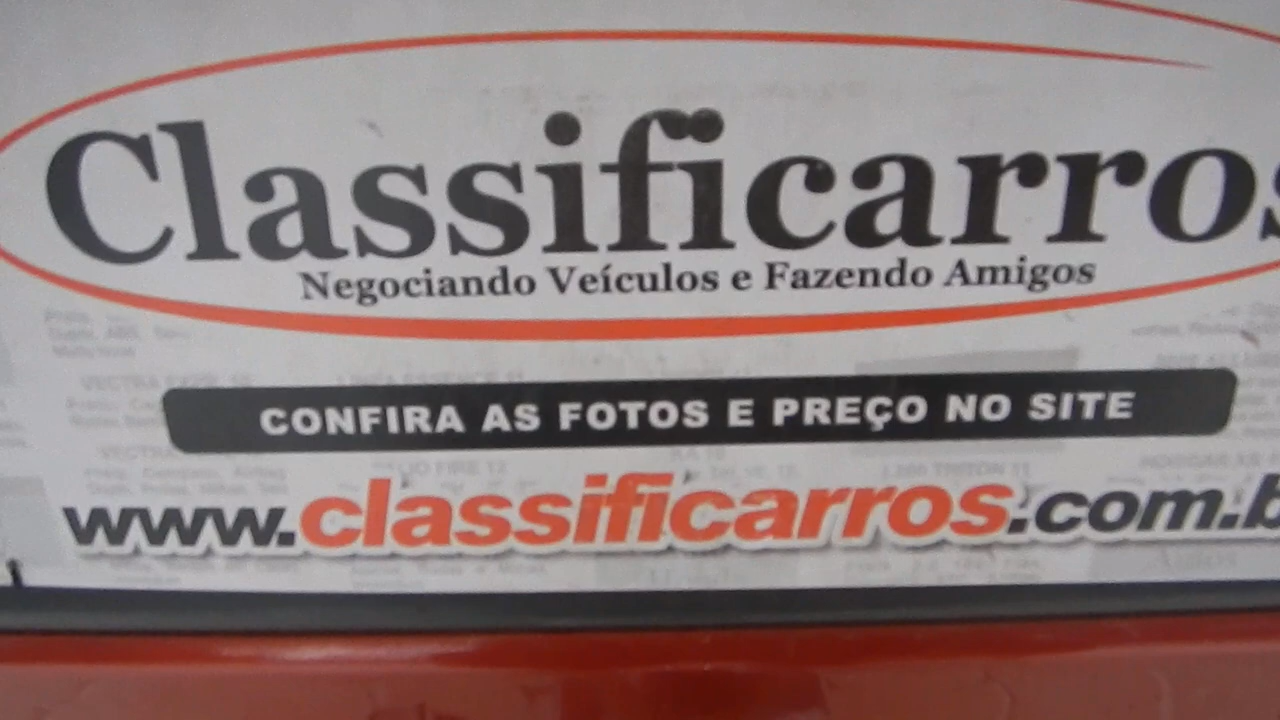 Classificarros
Negociando Veículos e Fazendo Amigos
CONFIRA AS FOTOS E PREÇO NO SITE
www.classificarros.com.b